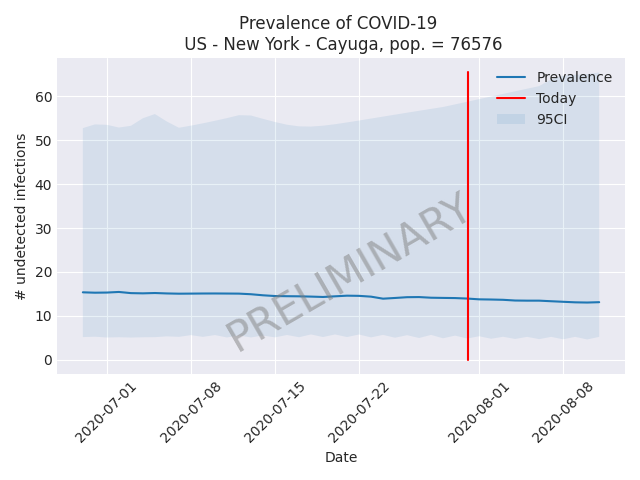 Prevalence of COVID-19
US - New York - Cayuga, pop. = 76576
Prevalence
Today
95CI
# undetected infections
60
50
40
30
20
10
0
PRELIMINARY
2020-07-01
2020-07-08
2020-07-15
2020-07-22
2020-08-01
2020-08-08
Date